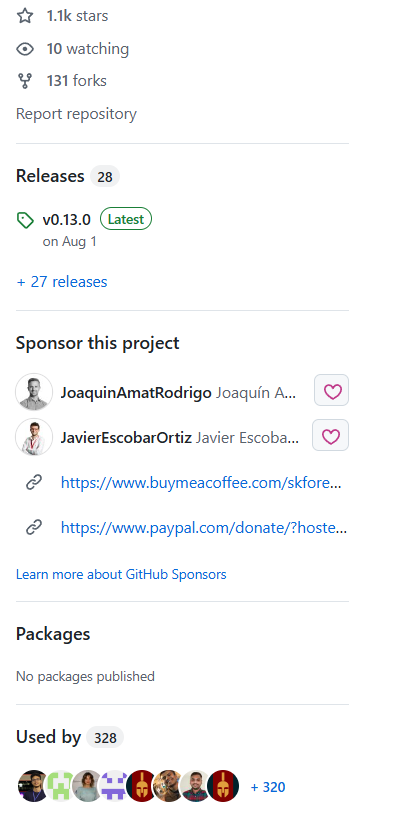 1.1k stars
10 watching
131 forks
Report repository
Releases 28
v0.13.0 Latest
on Aug 1
+ 27 releases
Sponsor this project
JoaquinAmatRodrigo Joaquín A...
JavierEscobarOrtiz Javier Escoba...
https://www.buymeacoffee.com/skfore...
https://www.paypal.com/donate/?hoste...
Learn more about GitHub Sponsors
Packages
No packages published
Used by 328
+ 320